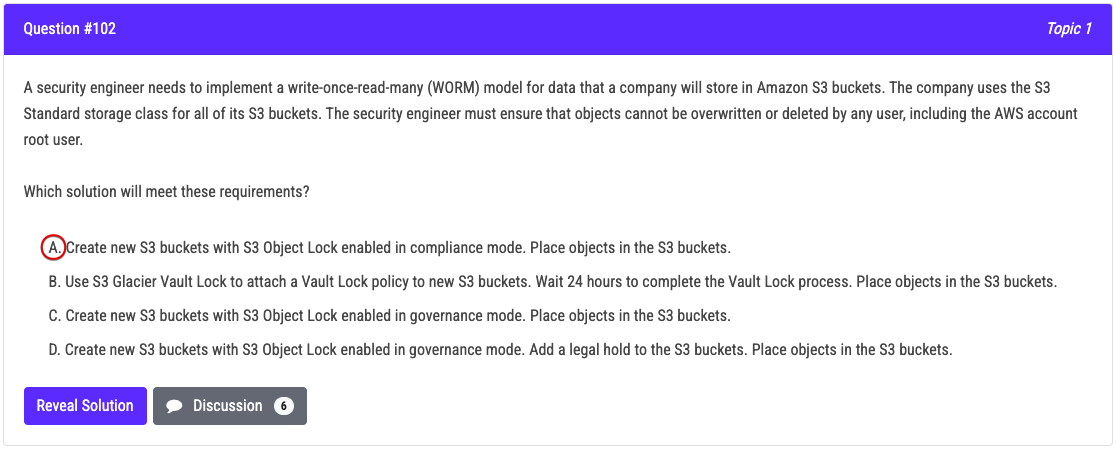 Question #102
Topic 1
A security engineer needs to implement a write-once-read-many (WORM) model for data that a company will store in Amazon S3 buckets. The company uses the S3
Standard storage class for all of its S3 buckets. The security engineer must ensure that objects cannot be overwritten or deleted by any user, including the AWS account
root user.
Which solution will meet these requirements?
A. Create new S3 buckets with S3 Object Lock enabled in compliance mode. Place objects in the S3 buckets.
B. Use S3 Glacier Vault Lock to attach a Vault Lock policy to new S3 buckets. Wait 24 hours to complete the Vault Lock process. Place objects in the S3 buckets.
C. Create new S3 buckets with S3 Object Lock enabled in governance mode. Place objects in the S3 buckets.
D. Create new S3 buckets with S3 Object Lock enabled in governance mode. Add a legal hold to the S3 buckets. Place objects in the S3 buckets.
Reveal Solution
Discussion 6